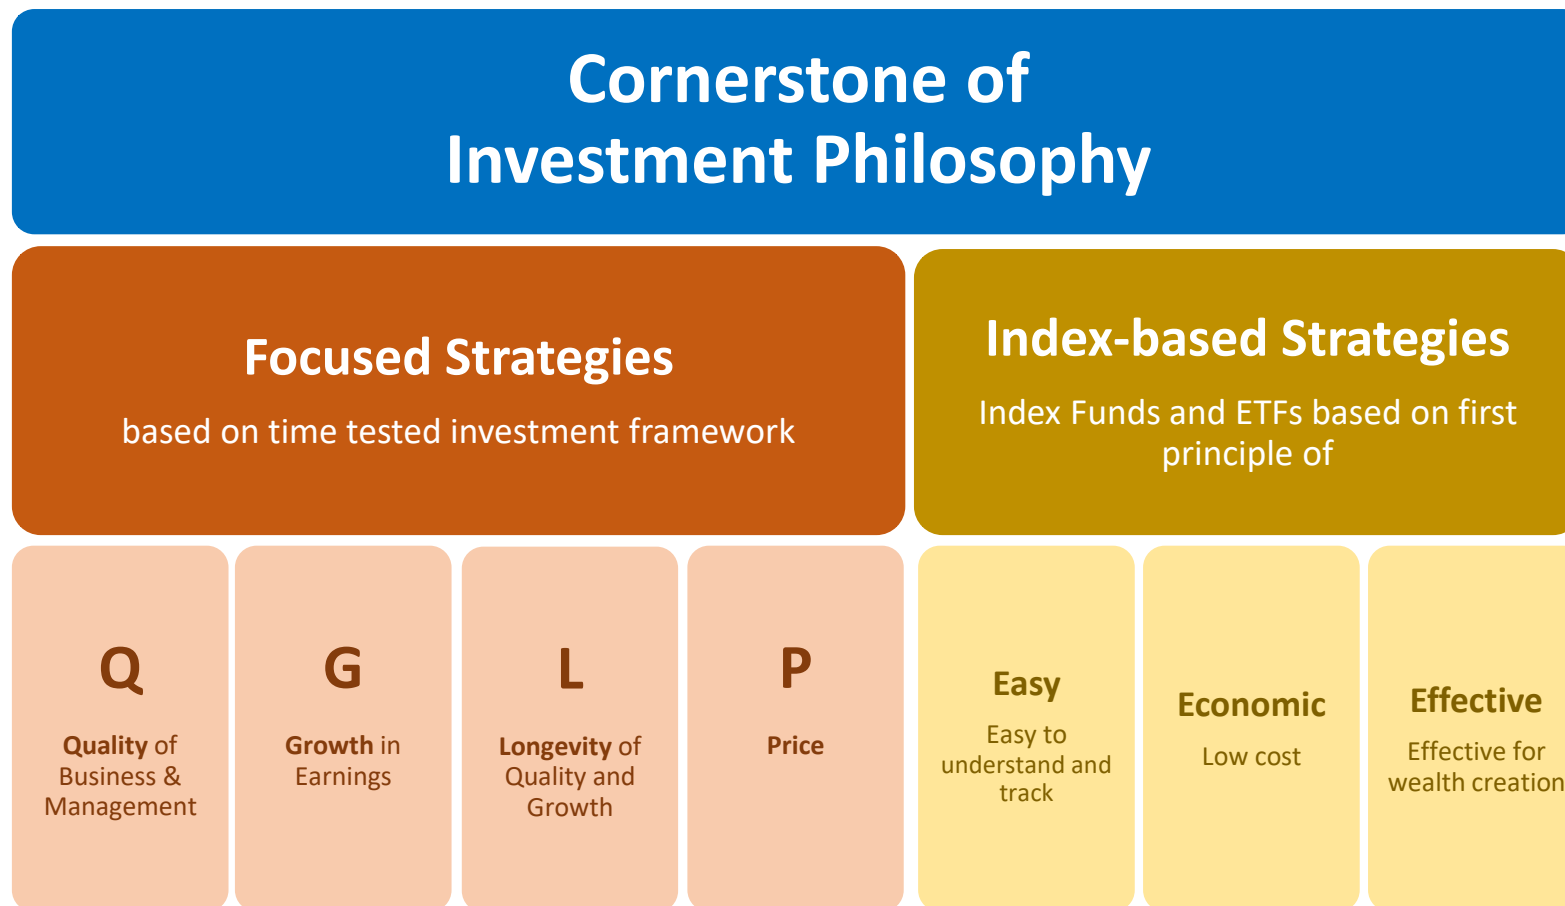 Cornerstone of
Investment Philosophy
Focused Strategies
based on time tested investment framework
Index-based Strategies
Index Funds and ETFs based on first
principle of
Q
Quality of
Business &
Management
G
Growth in
Earnings
L
Longevity of
Quality and
Growth
P
Price
Easy
Easy to
understand and
track
Economic
Low cost
Effective
Effective for
wealth creation